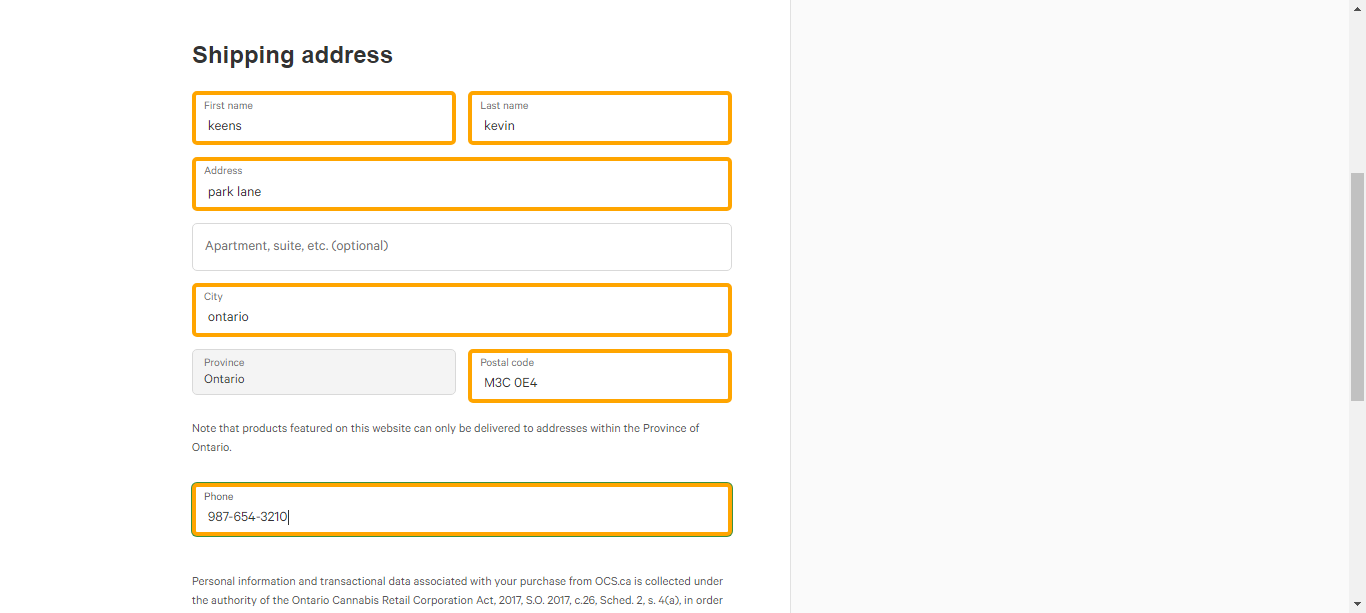 Shipping address
First name
Last name
keens
kevin
Address
park lane
Apartment, suite, etc. (optional)
City
ontario
Province
Postal code
Ontario
M3C 0E4
Note that products featured on this website can only be delivered to addresses within the Province of
Ontario.
Phone
987-654-3210
Personal information and transactional data associated with your purchase from OCS.ca is collected under
the authority of the Ontario Cannabis Retail Corporation Act, 2017, S.O. 2017, c.26, Sched. 2, s. 4(a), in order